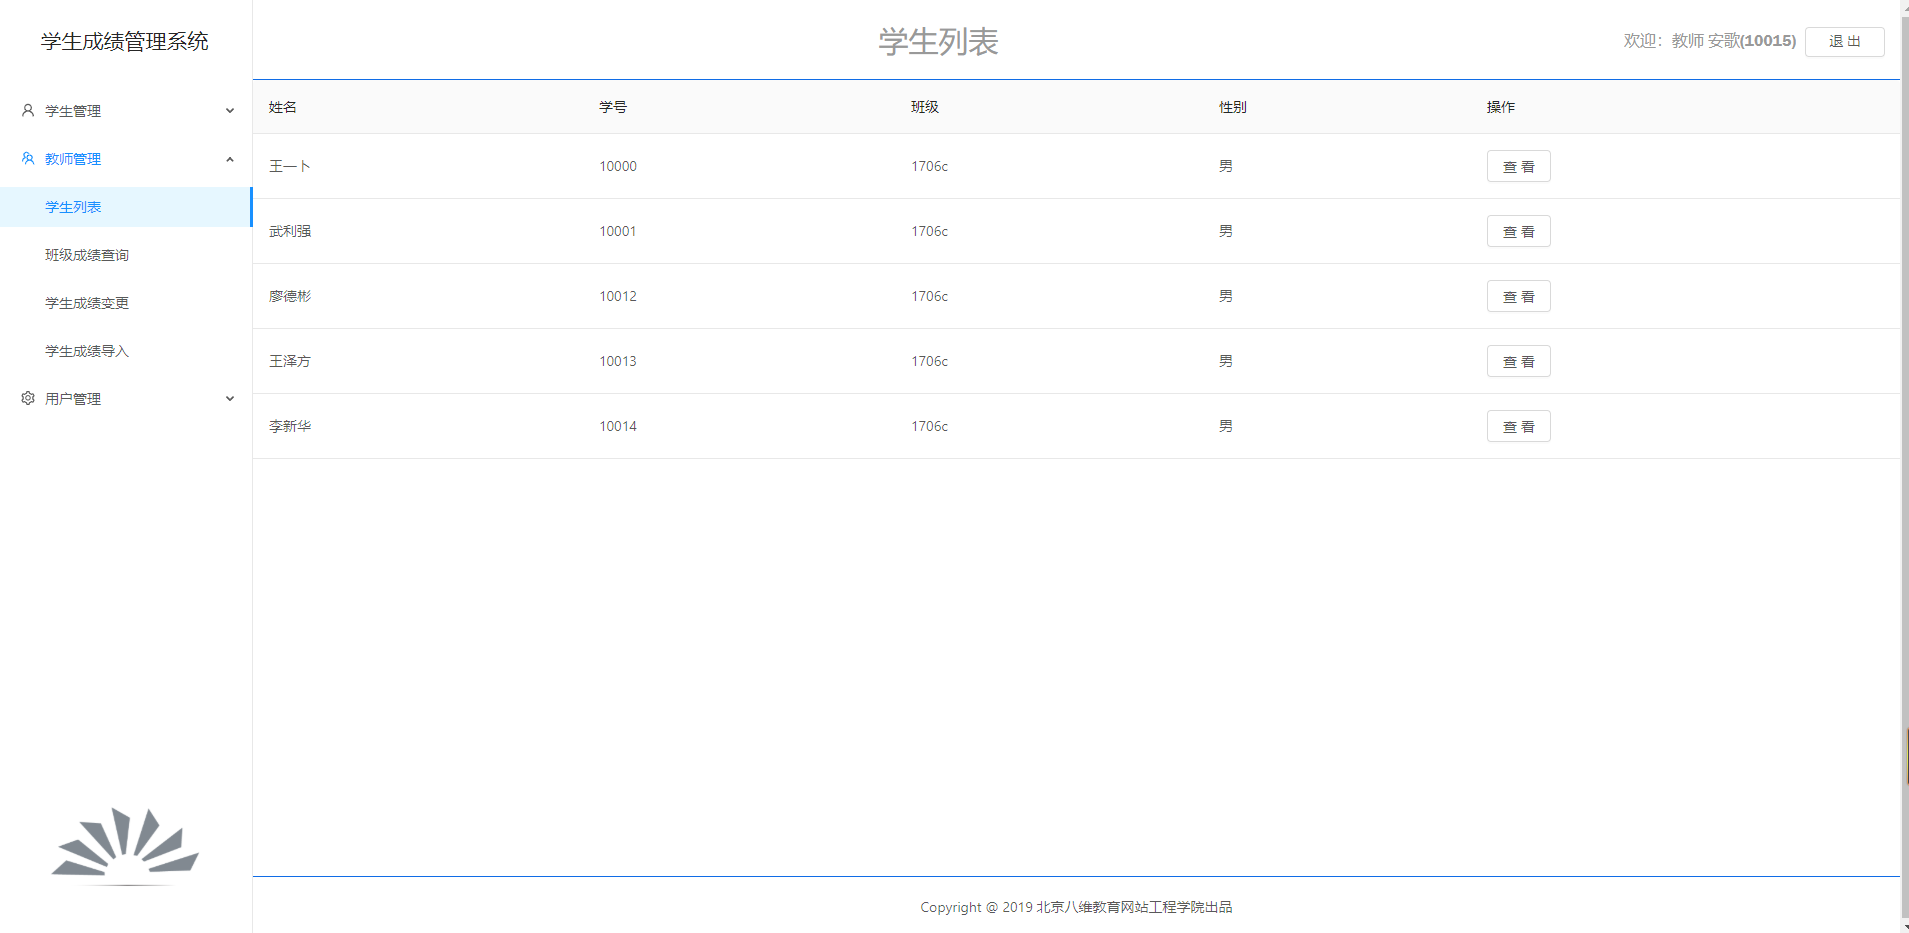 学生成绩管理系统
学生列表
欢迎：教师 安歌(10015)
退 出
学生管理
教师管理
学生列表
班级成绩查询
学生成绩变更
学生成绩导入
用户管理
姓名 学号 班级 性别 操作
王一卜 10000 1706c 男 查 看
武利强 10001 1706c 男 查 看
廖德彬 10012 1706c 男 查 看
王泽方 10013 1706c 男 查 看
李新华 10014 1706c 男 查 看
Copyright @ 2019 北京八维教育网站工程学院出品